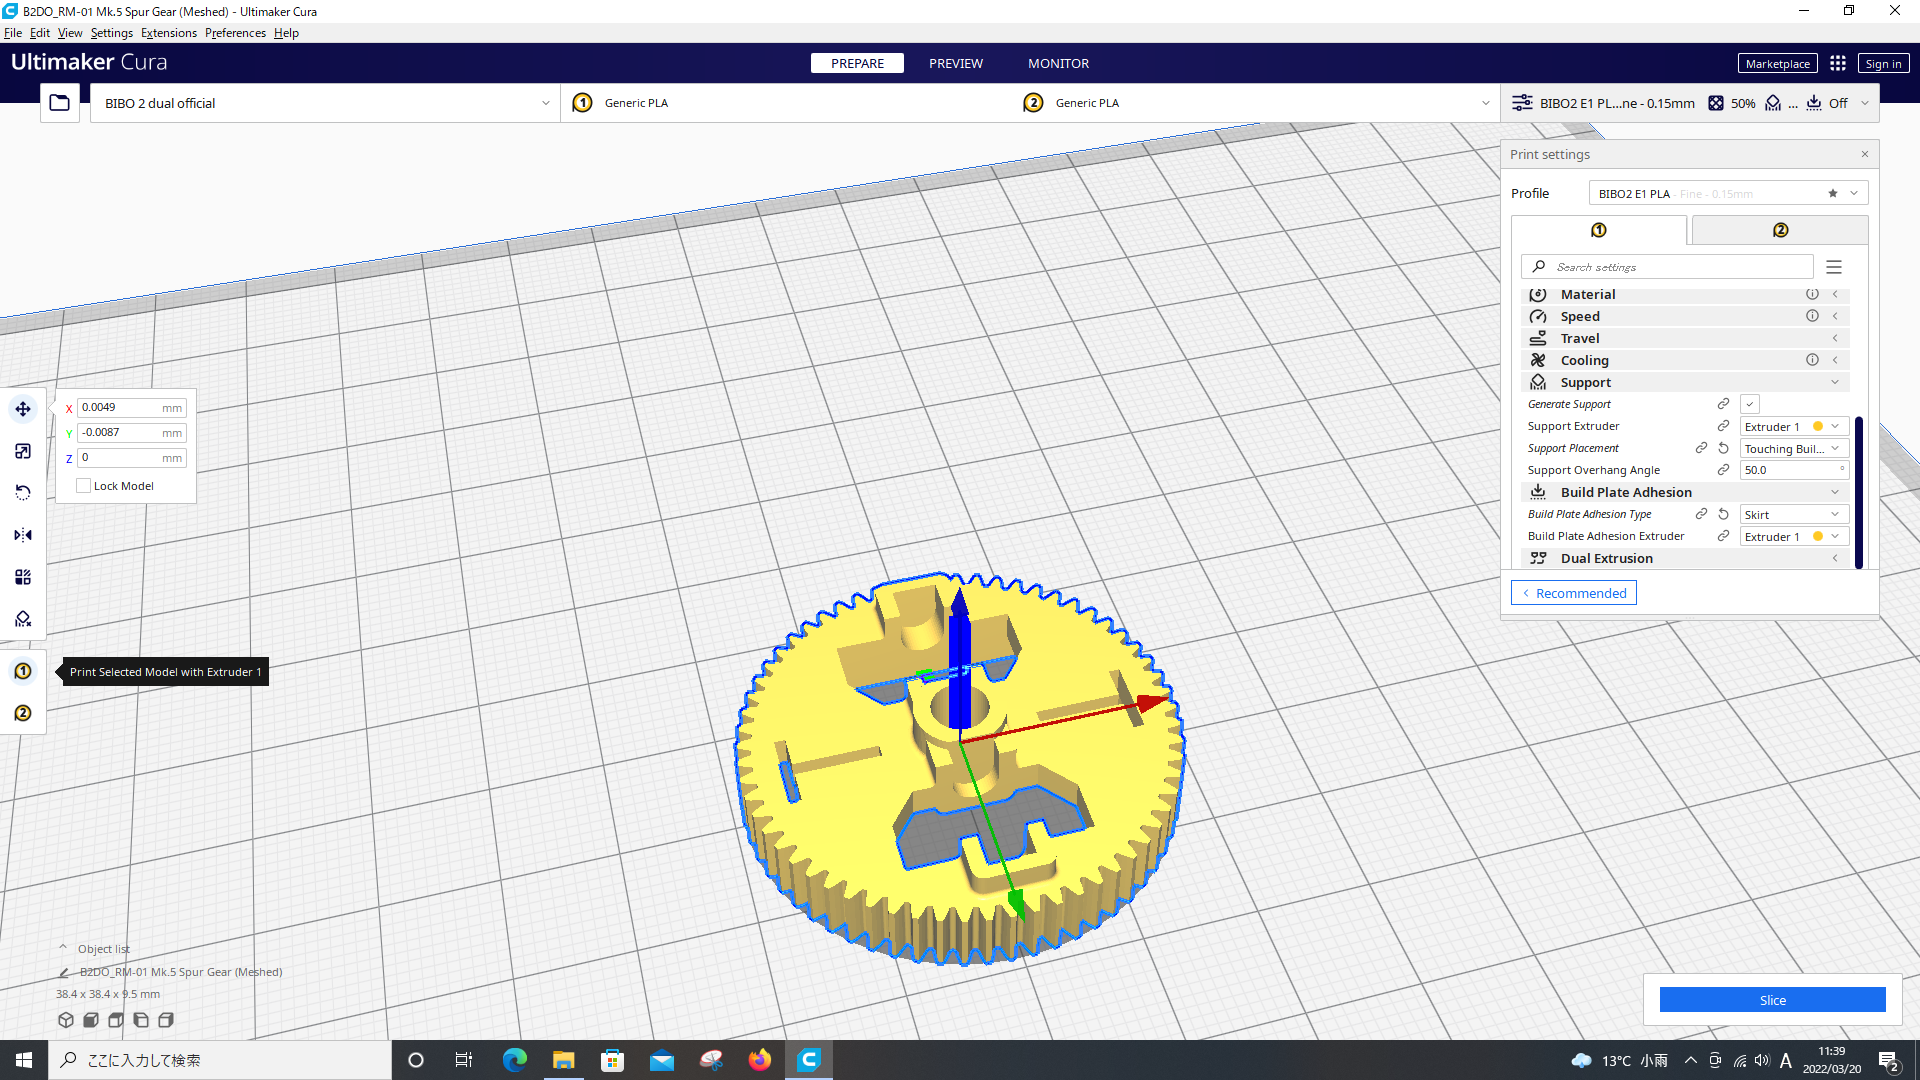 B2DO_RM-01 Mk.5 Spur Gear (Meshed) - Ultimaker Cura
File Edit View Settings Extensions Preferences Help
Ultimaker Cura
PREPARE PREVIEW MONITOR
Marketplace Sign in
BIBO 2 dual official
1 Generic PLA
2 Generic PLA
BIBO2 E1 PL...ne - 0.15mm 50% ... Off
Print settings
Profile BIBO2 E1 PLA - Fine - 0.15mm
1 2
Search settings
Material
Speed
Travel
Cooling
Support
Generate Support
Support Extruder Extruder 1
Support Placement Touching Buil...
Support Overhang Angle 50.0 °
Build Plate Adhesion
Build Plate Adhesion Type Skirt
Build Plate Adhesion Extruder Extruder 1
Dual Extrusion
Recommended
X 0.0049 mm
Y -0.0087 mm
Z 0 mm
Lock Model
1 Print Selected Model with Extruder 1
2
Object list
B2DO_RM-01 Mk.5 Spur Gear (Meshed)
38.4 x 38.4 x 9.5 mm
Slice
ここに入力して検索
13°C 小雨
A
11:39
2022/03/20
2